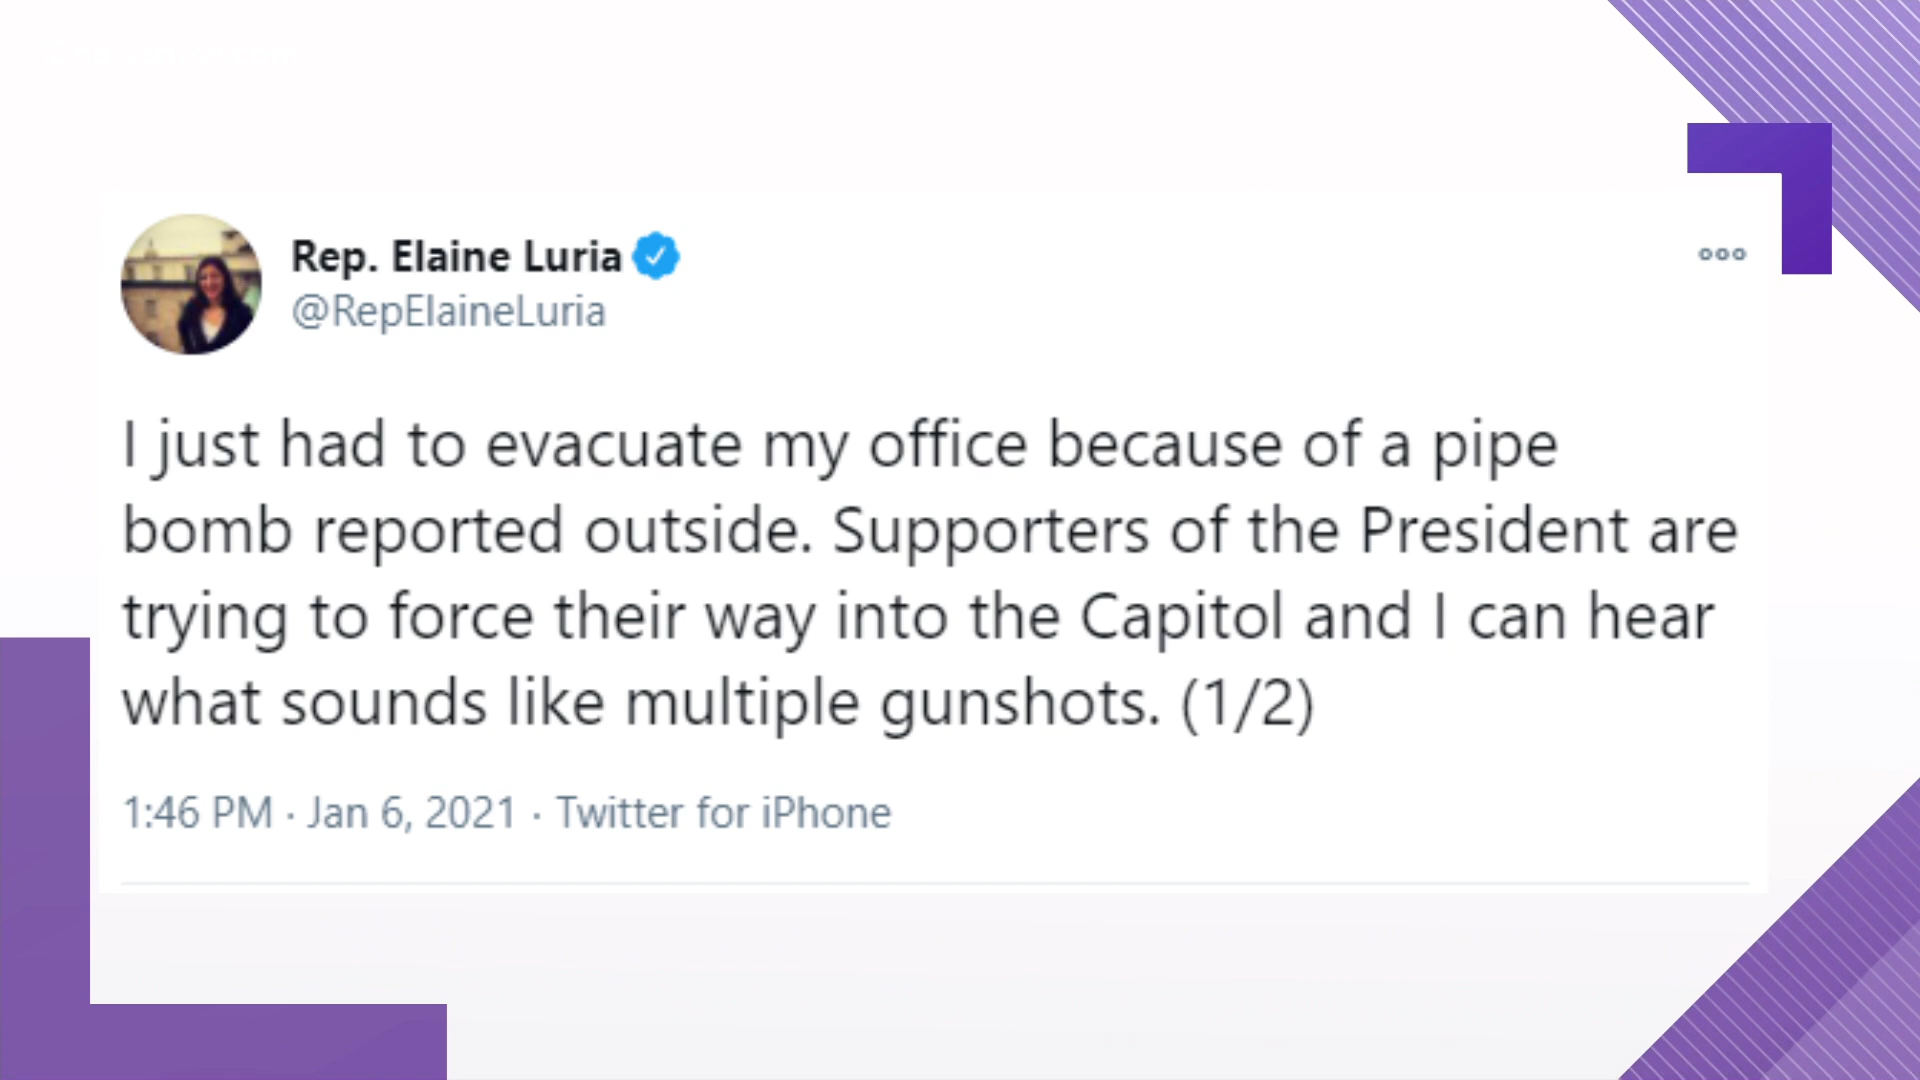 Rep. Elaine Luria
@RepElaineLuria
I just had to evacuate my office because of a pipe
bomb reported outside. Supporters of the President are
trying to force their way into the Capitol and I can hear
what sounds like multiple gunshots. (1/2)
1:46 PM · Jan 6, 2021 · Twitter for iPhone